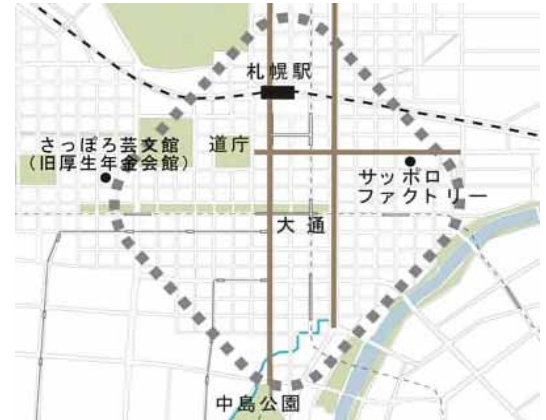 札幌駅
さっぽろ芸文館
（旧厚生年金会館）
道庁
サッポロ
ファクトリー
大通
中島公園